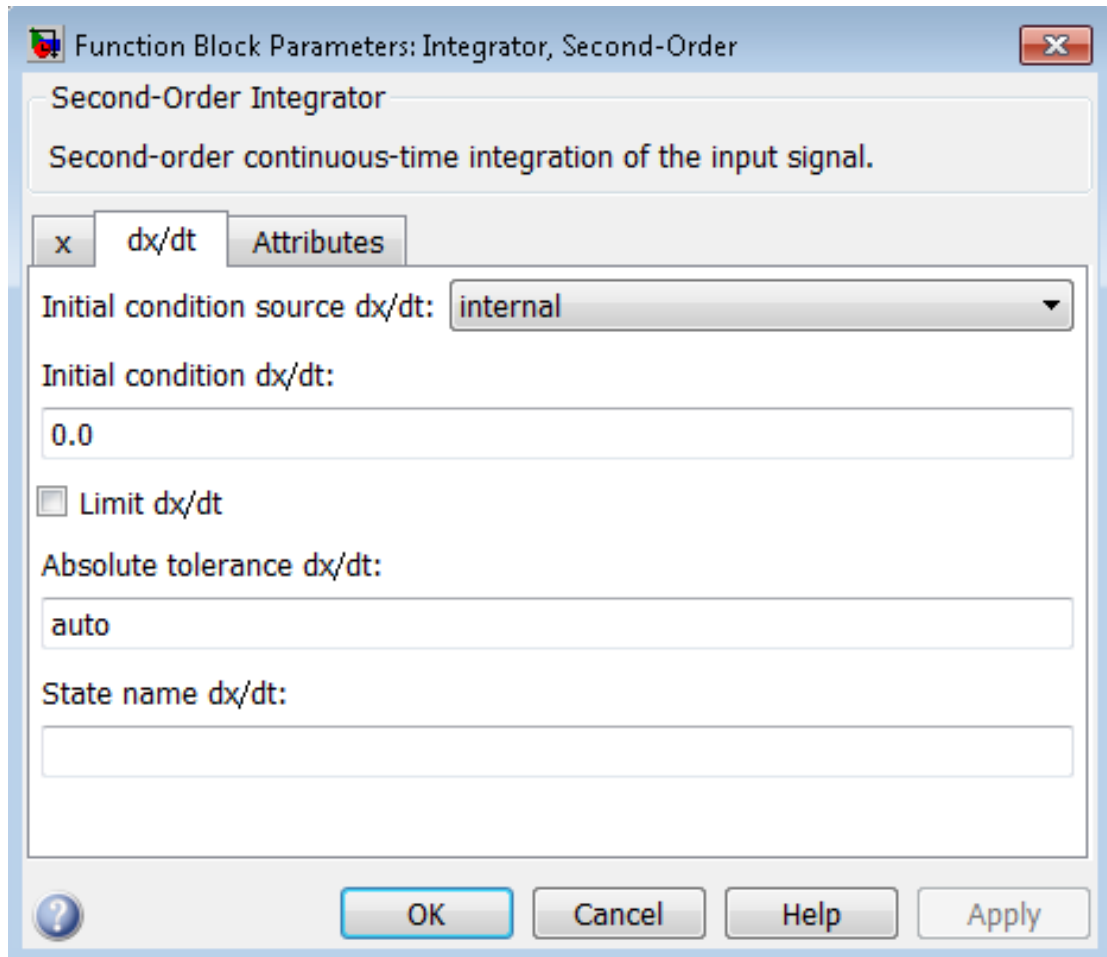 Function Block Parameters: Integrator, Second-Order
Second-Order Integrator
Second-order continuous-time integration of the input signal.
x dx/dt Attributes
Initial condition source dx/dt: internal
Initial condition dx/dt:
0.0
Limit dx/dt
Absolute tolerance dx/dt:
auto
State name dx/dt:
? OK Cancel Help Apply